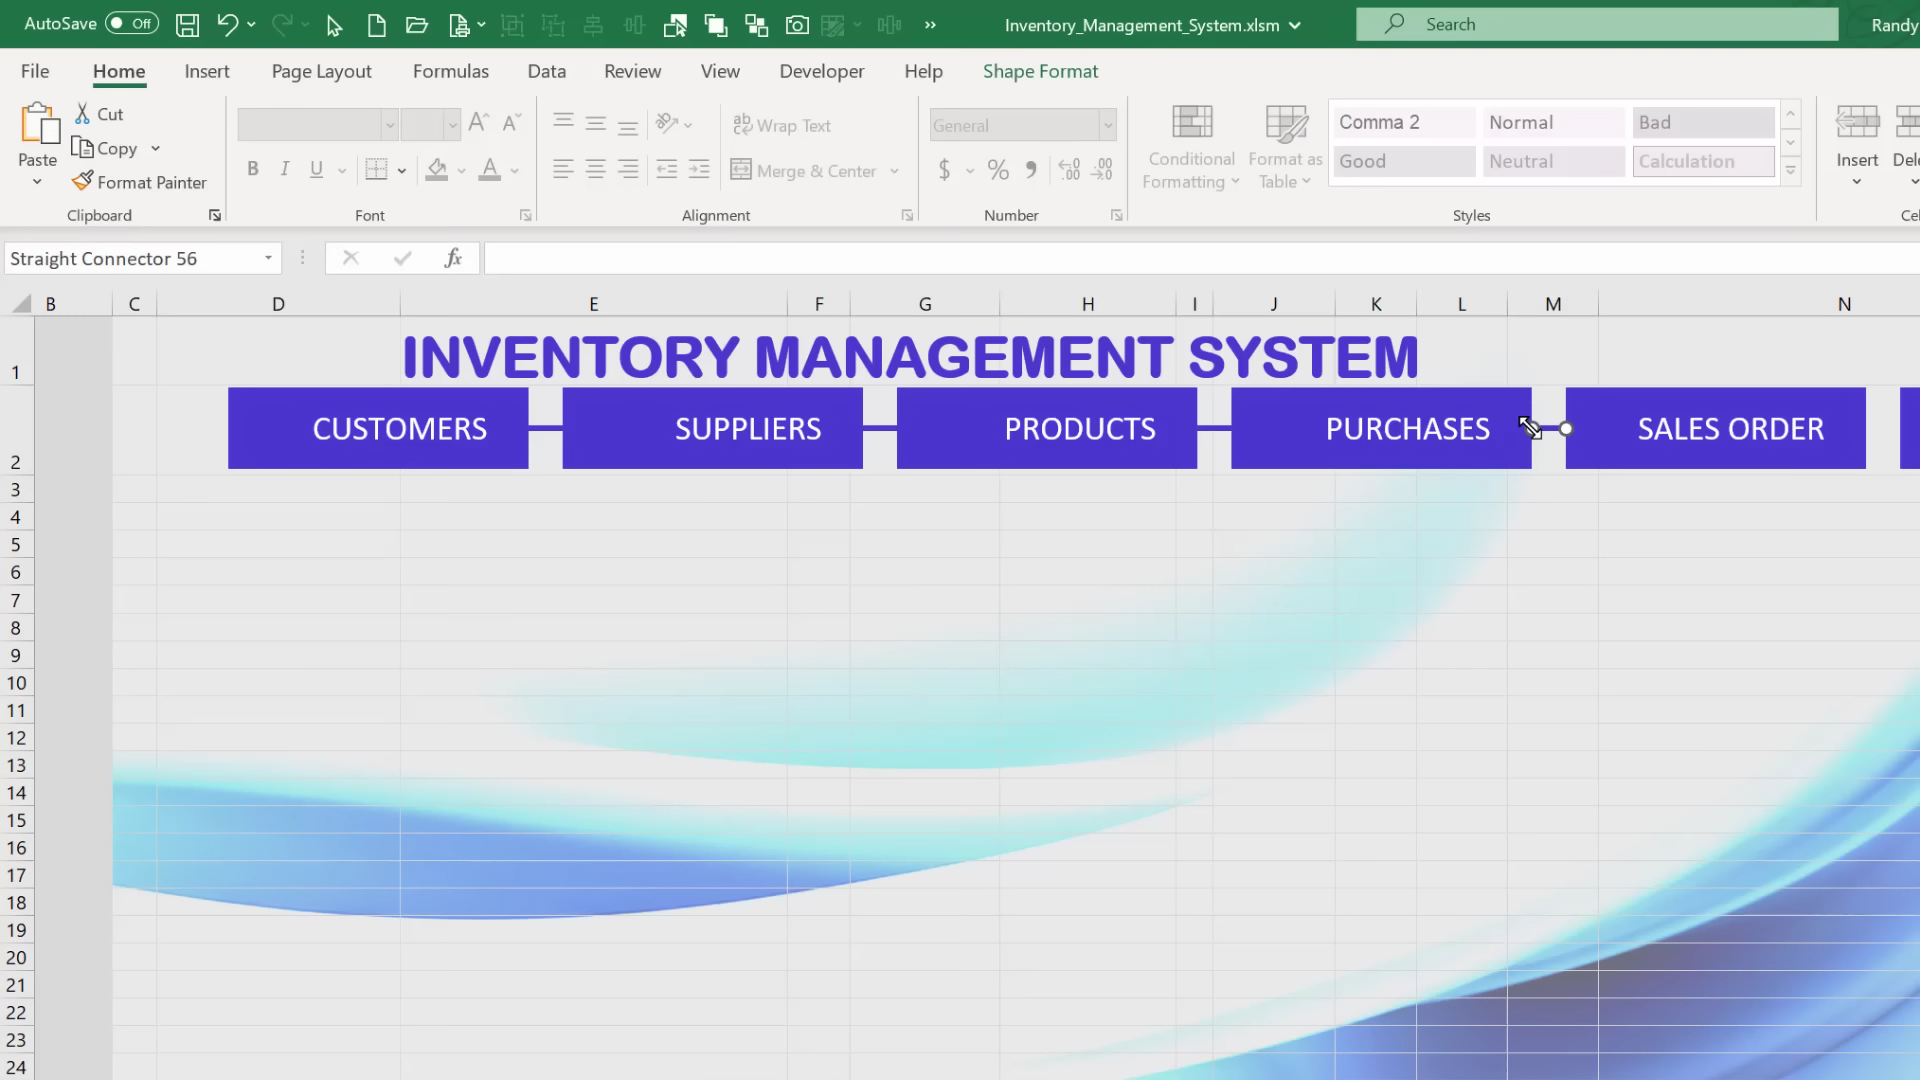 AutoSave Off Inventory_Management_System.xlsm Search Randy
File Home Insert Page Layout Formulas Data Review View Developer Help Shape Format
Cut
Copy
Format Painter
Paste
Clipboard
B I U A
Font
Wrap Text
Merge & Center
Alignment
General
$ %
Number
Conditional Formatting
Format as Table
Comma 2 Normal Bad
Good Neutral Calculation
Styles
Insert
Straight Connector 56 fx
B C D E F G H I J K L M N
INVENTORY MANAGEMENT SYSTEM
CUSTOMERS SUPPLIERS PRODUCTS PURCHASES SALES ORDER
1
2
3
4
5
6
7
8
9
10
11
12
13
14
15
16
17
18
19
20
21
22
23
24